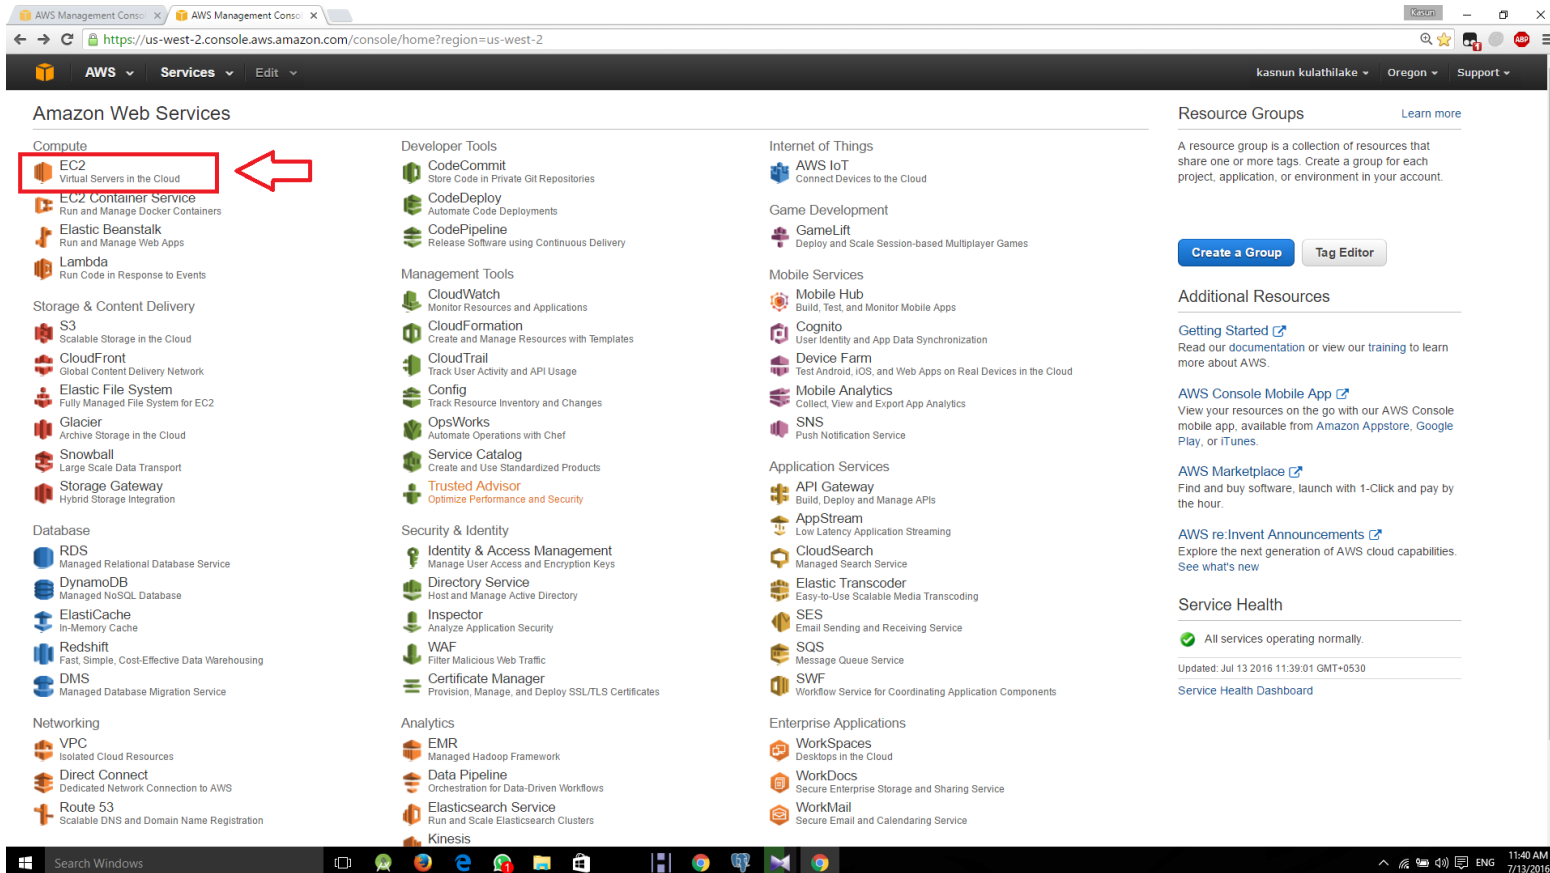 AWS Management Conso
AWS Management Conso
Kasun
https://us-west-2.console.aws.amazon.com/console/home?region=us-west-2
1
ABP
AWS
Services
Edit
kasnun kulathilake
Oregon
Support
Amazon Web Services
Compute
EC2
Virtual Servers in the Cloud
EC2 Container Service
Run and Manage Docker Containers
Elastic Beanstalk
Run and Manage Web Apps
Lambda
Run Code in Response to Events
Storage & Content Delivery
S3
Scalable Storage in the Cloud
CloudFront
Global Content Delivery Network
Elastic File System
Fully Managed File System for EC2
Glacier
Archive Storage in the Cloud
Snowball
Large Scale Data Transport
Storage Gateway
Hybrid Storage Integration
Database
RDS
Managed Relational Database Service
DynamoDB
Managed NoSQL Database
ElastiCache
In-Memory Cache
Redshift
Fast, Simple, Cost-Effective Data Warehousing
DMS
Managed Database Migration Service
Networking
VPC
Isolated Cloud Resources
Direct Connect
Dedicated Network Connection to AWS
Route 53
Scalable DNS and Domain Name Registration
Developer Tools
CodeCommit
Store Code in Private Git Repositories
CodeDeploy
Automate Code Deployments
CodePipeline
Release Software using Continuous Delivery
Management Tools
CloudWatch
Monitor Resources and Applications
CloudFormation
Create and Manage Resources with Templates
CloudTrail
Track User Activity and API Usage
Config
Track Resource Inventory and Changes
OpsWorks
Automate Operations with Chef
Service Catalog
Create and Use Standardized Products
Trusted Advisor
Optimize Performance and Security
Security & Identity
Identity & Access Management
Manage User Access and Encryption Keys
Directory Service
Host and Manage Active Directory
Inspector
Analyze Application Security
WAF
Filter Malicious Web Traffic
Certificate Manager
Provision, Manage, and Deploy SSL/TLS Certificates
Analytics
EMR
Managed Hadoop Framework
Data Pipeline
Orchestration for Data-Driven Workflows
Elasticsearch Service
Run and Scale Elasticsearch Clusters
Kinesis
Internet of Things
AWS IoT
Connect Devices to the Cloud
Game Development
GameLift
Deploy and Scale Session-based Multiplayer Games
Mobile Services
Mobile Hub
Build, Test, and Monitor Mobile Apps
Cognito
User Identity and App Data Synchronization
Device Farm
Test Android, iOS, and Web Apps on Real Devices in the Cloud
Mobile Analytics
Collect, View and Export App Analytics
SNS
Push Notification Service
Application Services
API Gateway
Build, Deploy and Manage APIs
AppStream
Low Latency Application Streaming
CloudSearch
Managed Search Service
Elastic Transcoder
Easy-to-Use Scalable Media Transcoding
SES
Email Sending and Receiving Service
SQS
Message Queue Service
SWF
Workflow Service for Coordinating Application Components
Enterprise Applications
WorkSpaces
Desktops in the Cloud
WorkDocs
Secure Enterprise Storage and Sharing Service
WorkMail
Secure Email and Calendaring Service
Resource Groups
Learn more
A resource group is a collection of resources that
share one or more tags. Create a group for each
project, application, or environment in your account.
Create a Group
Tag Editor
Additional Resources
Getting Started
Read our documentation or view our training to learn
more about AWS.
AWS Console Mobile App
View your resources on the go with our AWS Console
mobile app, available from Amazon Appstore, Google
Play, or iTunes.
AWS Marketplace
Find and buy software, launch with 1-Click and pay by
the hour.
AWS re:Invent Announcements
Explore the next generation of AWS cloud capabilities.
See what's new
Service Health
All services operating normally.
Updated: Jul 13 2016 11:39:01 GMT+0530
Service Health Dashboard
Search Windows
1
ENG
11:40 AM
7/13/2016